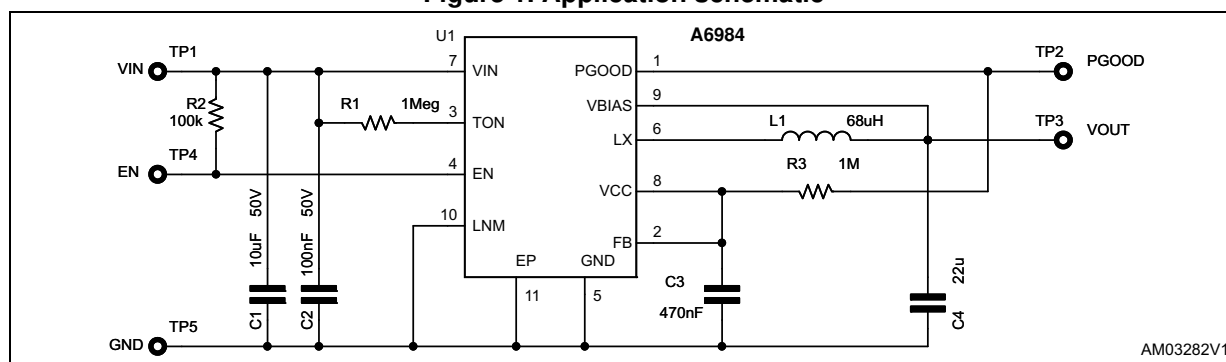 Figure 1. Application schematic
U1
A6984
TP1
VIN
7
VIN
PGOOD
1
TP2
PGOOD
R2
100k
R1
1Meg
3
TON
VBIAS
9
LX
6
L1
68uH
TP3
VOUT
TP4
EN
4
EN
R3
1M
VCC
8
10
LNM
FB
2
10uF 50V
100nF 50V
EP
GND
11
5
C3
470nF
22u
C4
C1
C2
TP5
GND
AM03282V1